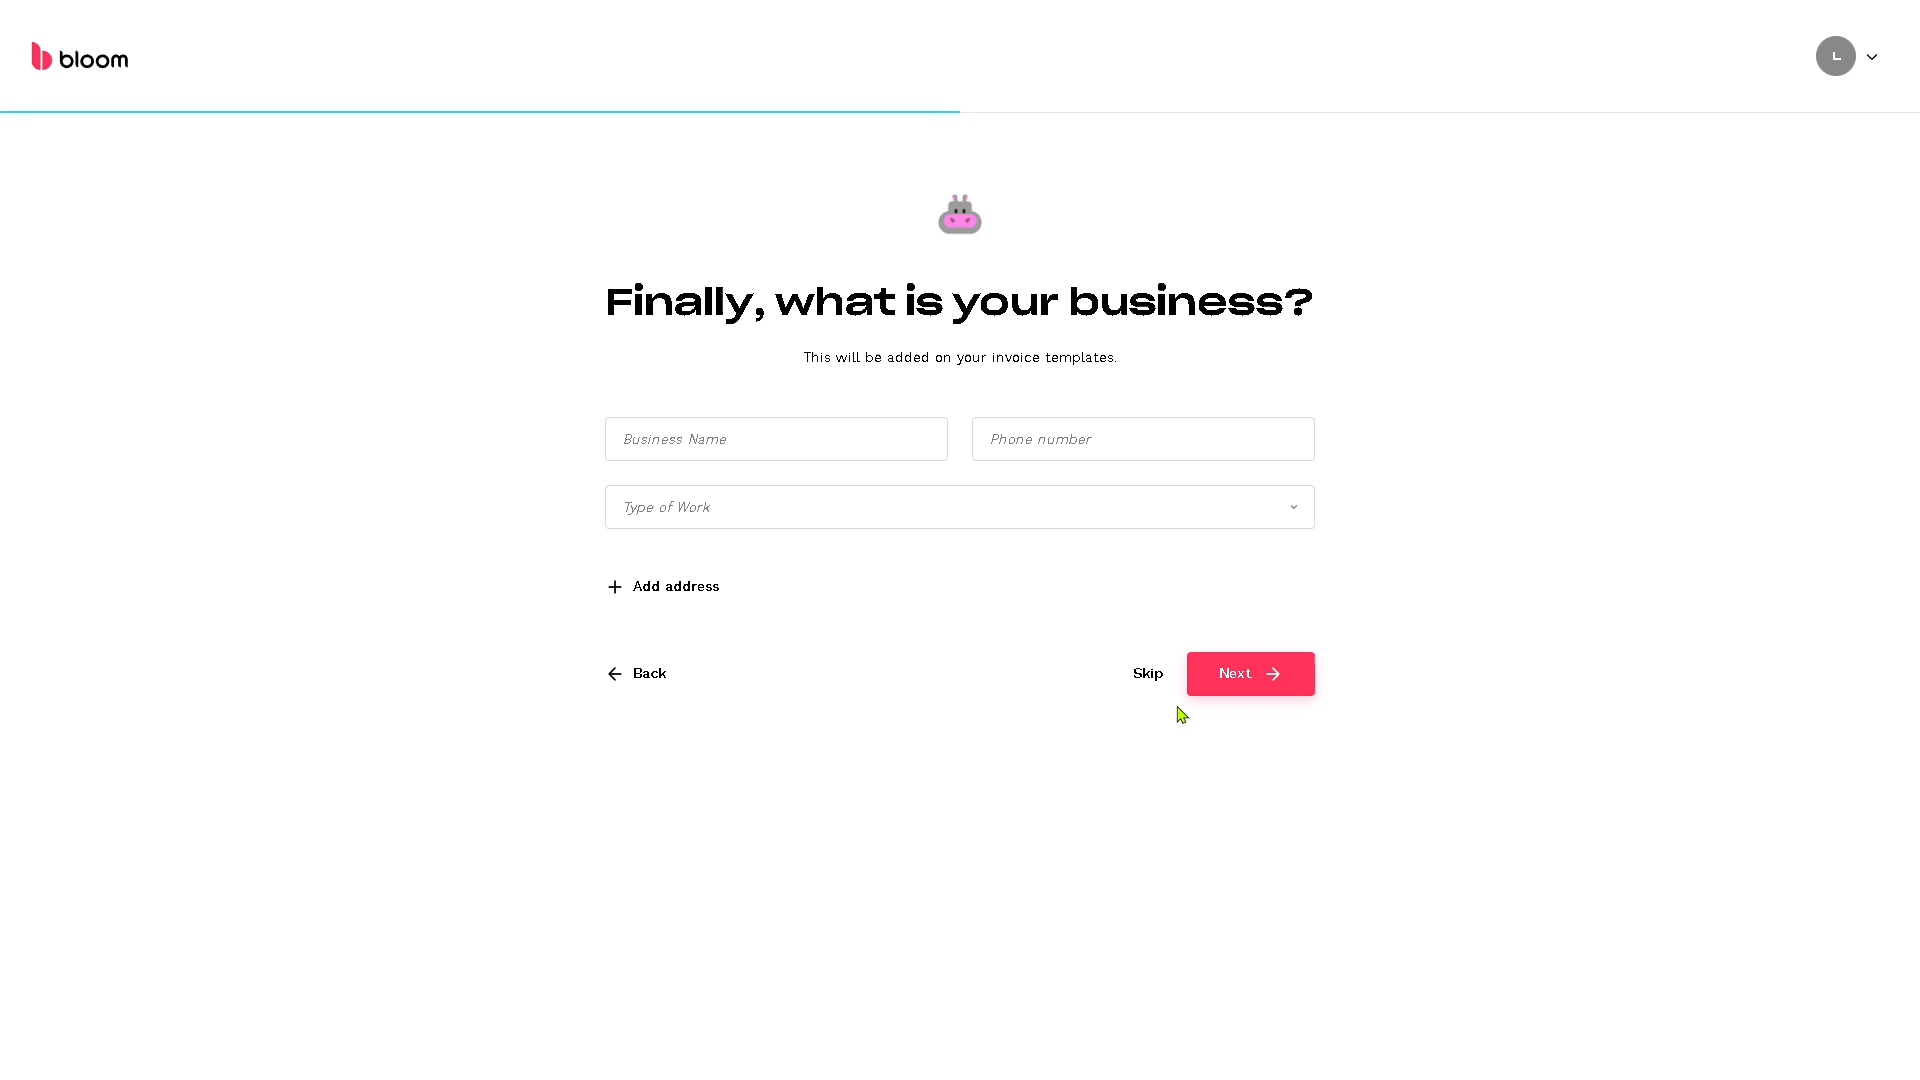 bloom
L
Finally, what is your business?
This will be added on your invoice templates.
Business Name
Phone number
Type of Work
Add address
Back
Skip
Next